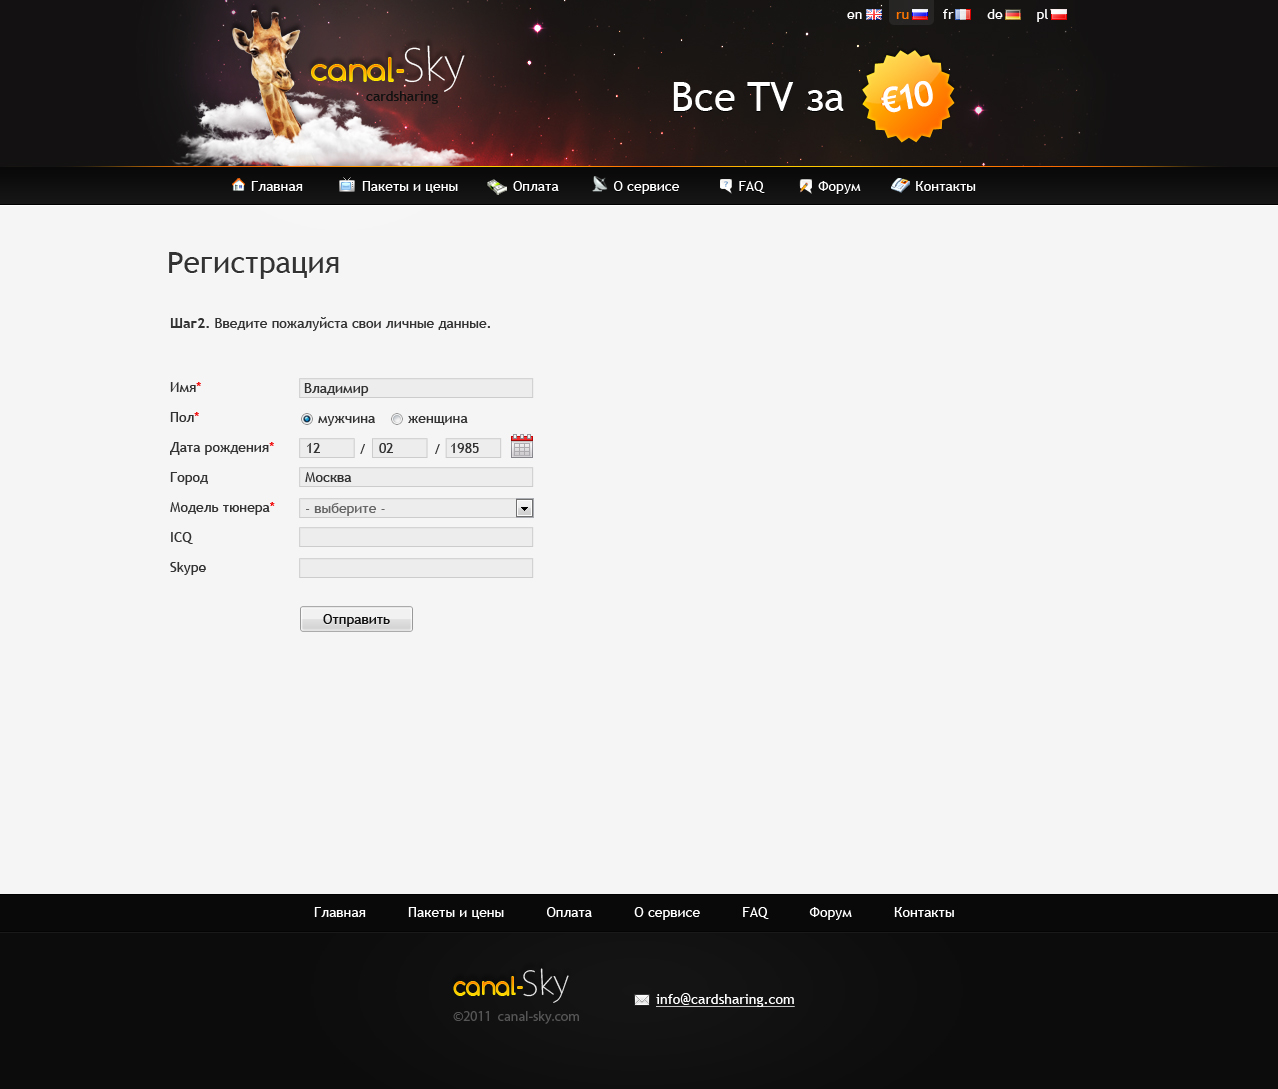 en ru fr de pl
canal-Sky
cardsharing
Все TV за €10
Главная Пакеты и цены Оплата О сервисе FAQ Форум Контакты
Регистрация
Шаг2. Введите пожалуйста свои личные данные.
Имя* Владимир
Пол* мужчина женщина
Дата рождения* 12 / 02 / 1985
Город Москва
Модель тюнера* - выберите -
ICQ
Skype
Отправить
Главная Пакеты и цены Оплата О сервисе FAQ Форум Контакты
canal-Sky
info@cardsharing.com
©2011 canal-sky.com